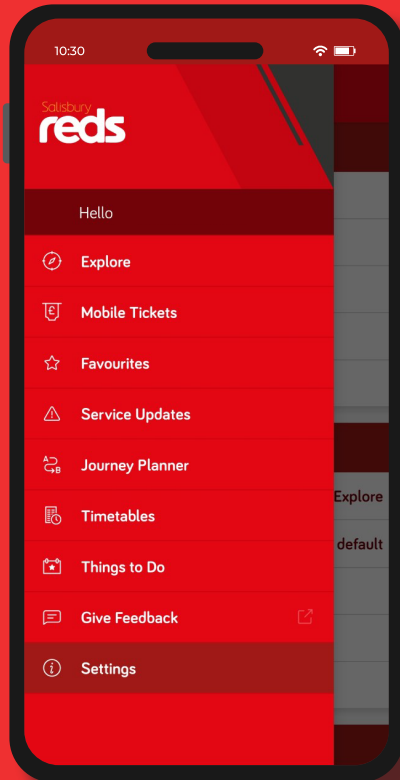 10:30
Salisbury
reds
Hello
Explore
£
Mobile Tickets
Favourites
Service Updates
A
B
Journey Planner
Explore
Timetables
default
Things to Do
Give Feedback
Settings